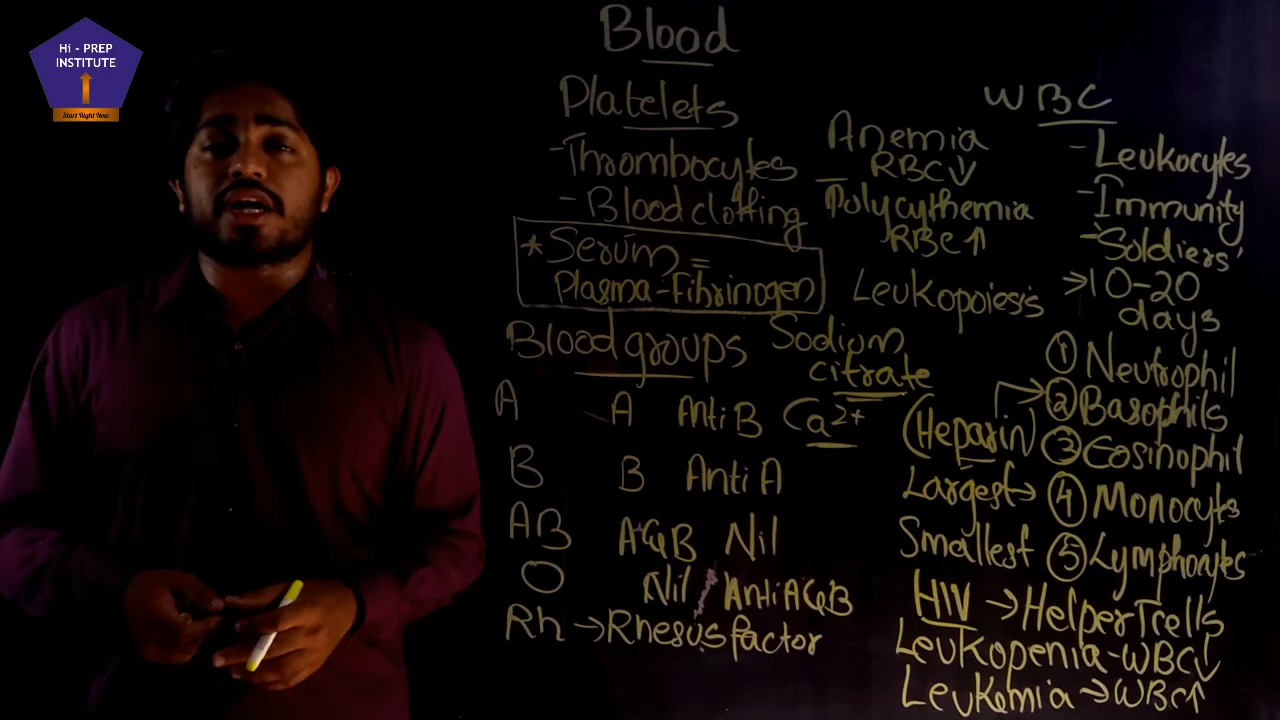 Hi - PREP
INSTITUTE
Start Right Now
Blood
Platelets
- Thrombocytes
- Blood clotting
* Serum =
Plasma - Fibrinogen
Blood groups
A A Anti B
B B Anti A
AB A & B Nil
O Nil Anti A & B
Rh → Rhesus factor
Anemia
RBC ↓
Polycythemia
RBC ↑
Leukopoiesis
Sodium
citrate
Ca2+
(Heparin)
WBC
- Leukocytes
- Immunity
- Soldiers'
⇒ 10-20
days
① Neutrophil
② Basophils
③ Eosinophil
Largest → ④ Monocyts
Smallest ⑤ Lymphocytes
HIV → Helper T cells
Leukopenia - WBC ↓
Leukemia → WBC ↑